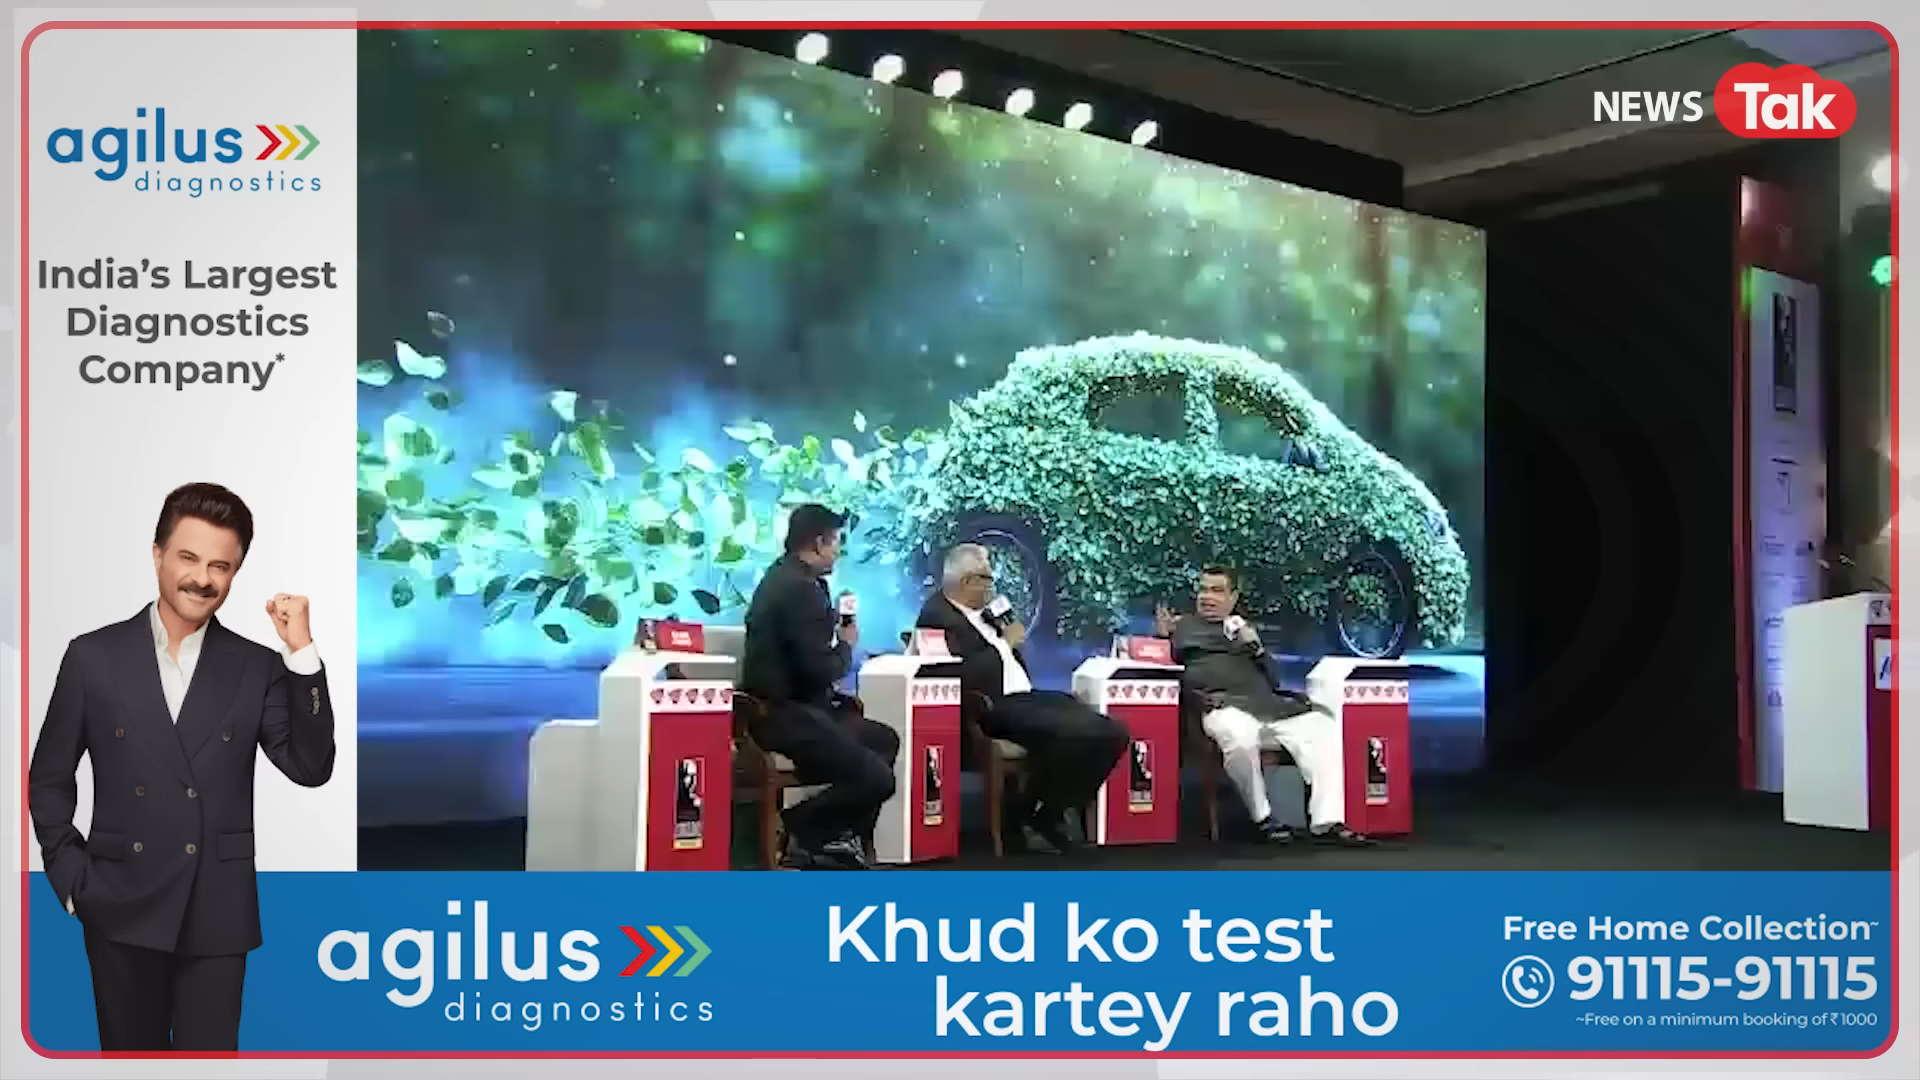 NEWS Tak
agilus
diagnostics
India's Largest
Diagnostics
Company*
agilus
diagnostics
Khud ko test
kartey raho
Free Home Collection~
91115-91115
~Free on a minimum booking of ₹1000